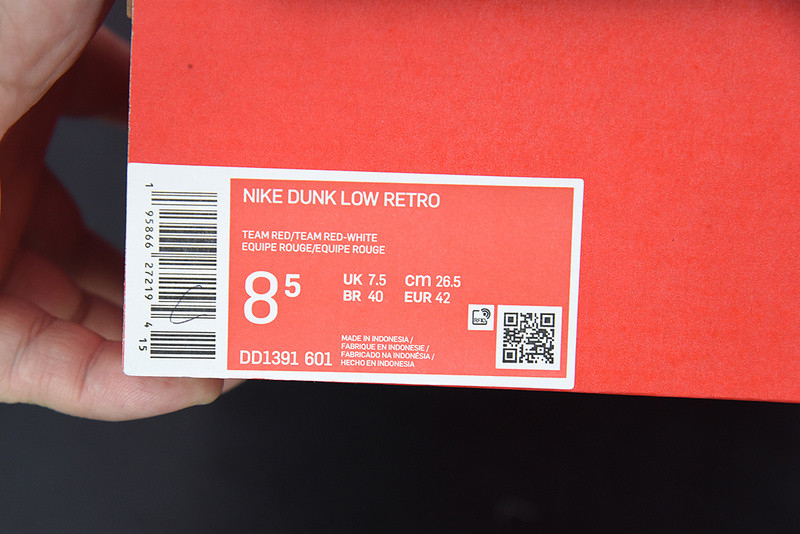 NIKE DUNK LOW RETRO
TEAM RED/TEAM RED-WHITE
EQUIPE ROUGE/EQUIPE ROUGE
8 5
UK 7.5 cm 26.5
BR 40 EUR 42
DD1391 601
MADE IN INDONESIA /
FABRIQUE EN INDONESIE /
FABRICADO NA INDONÉSIA /
HECHO EN INDONESIA
RFID
1 95866 27219 4 15